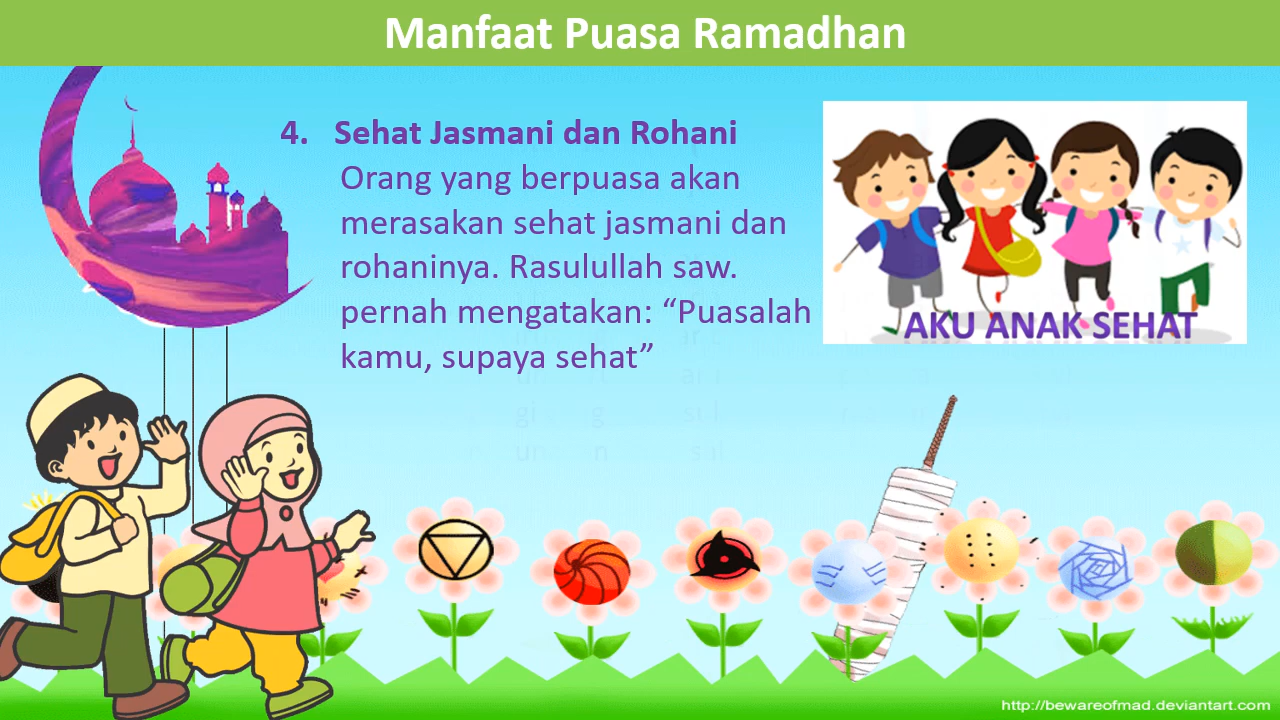 Manfaat Puasa Ramadhan
4. Sehat Jasmani dan Rohani
Orang yang berpuasa akan
merasakan sehat jasmani dan
rohaninya. Rasulullah saw.
pernah mengatakan: “Puasalah
kamu, supaya sehat”
AKU ANAK SEHAT
http://bewareofmad.deviantart.com